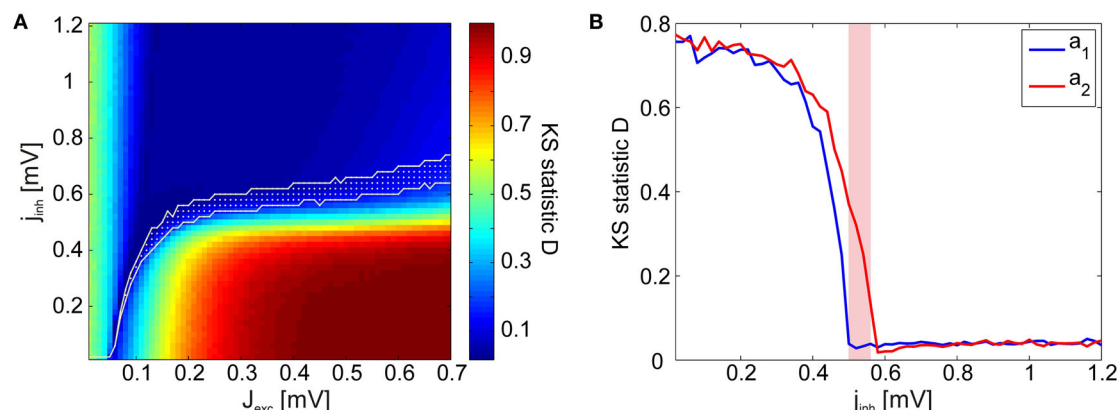 A
1
0.8
0.6
0.4
0.2
j_inh [mV]
0.1 0.2 0.3 0.4 0.5 0.6 0.7
J_exc [mV]
0.9
0.7
0.5
0.3
0.1
KS statistic D
B
0.8
0.6
0.4
0.2
0
KS statistic D
a_1
a_2
0.2 0.4 0.6 0.8 1 1.2
j_inh [mV]